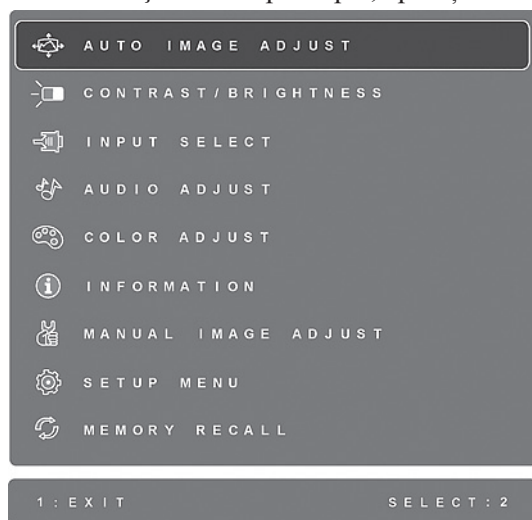 AUTO IMAGE ADJUST
CONTRAST/BRIGHTNESS
INPUT SELECT
AUDIO ADJUST
COLOR ADJUST
INFORMATION
MANUAL IMAGE ADJUST
SETUP MENU
MEMORY RECALL
1:EXIT SELECT:2